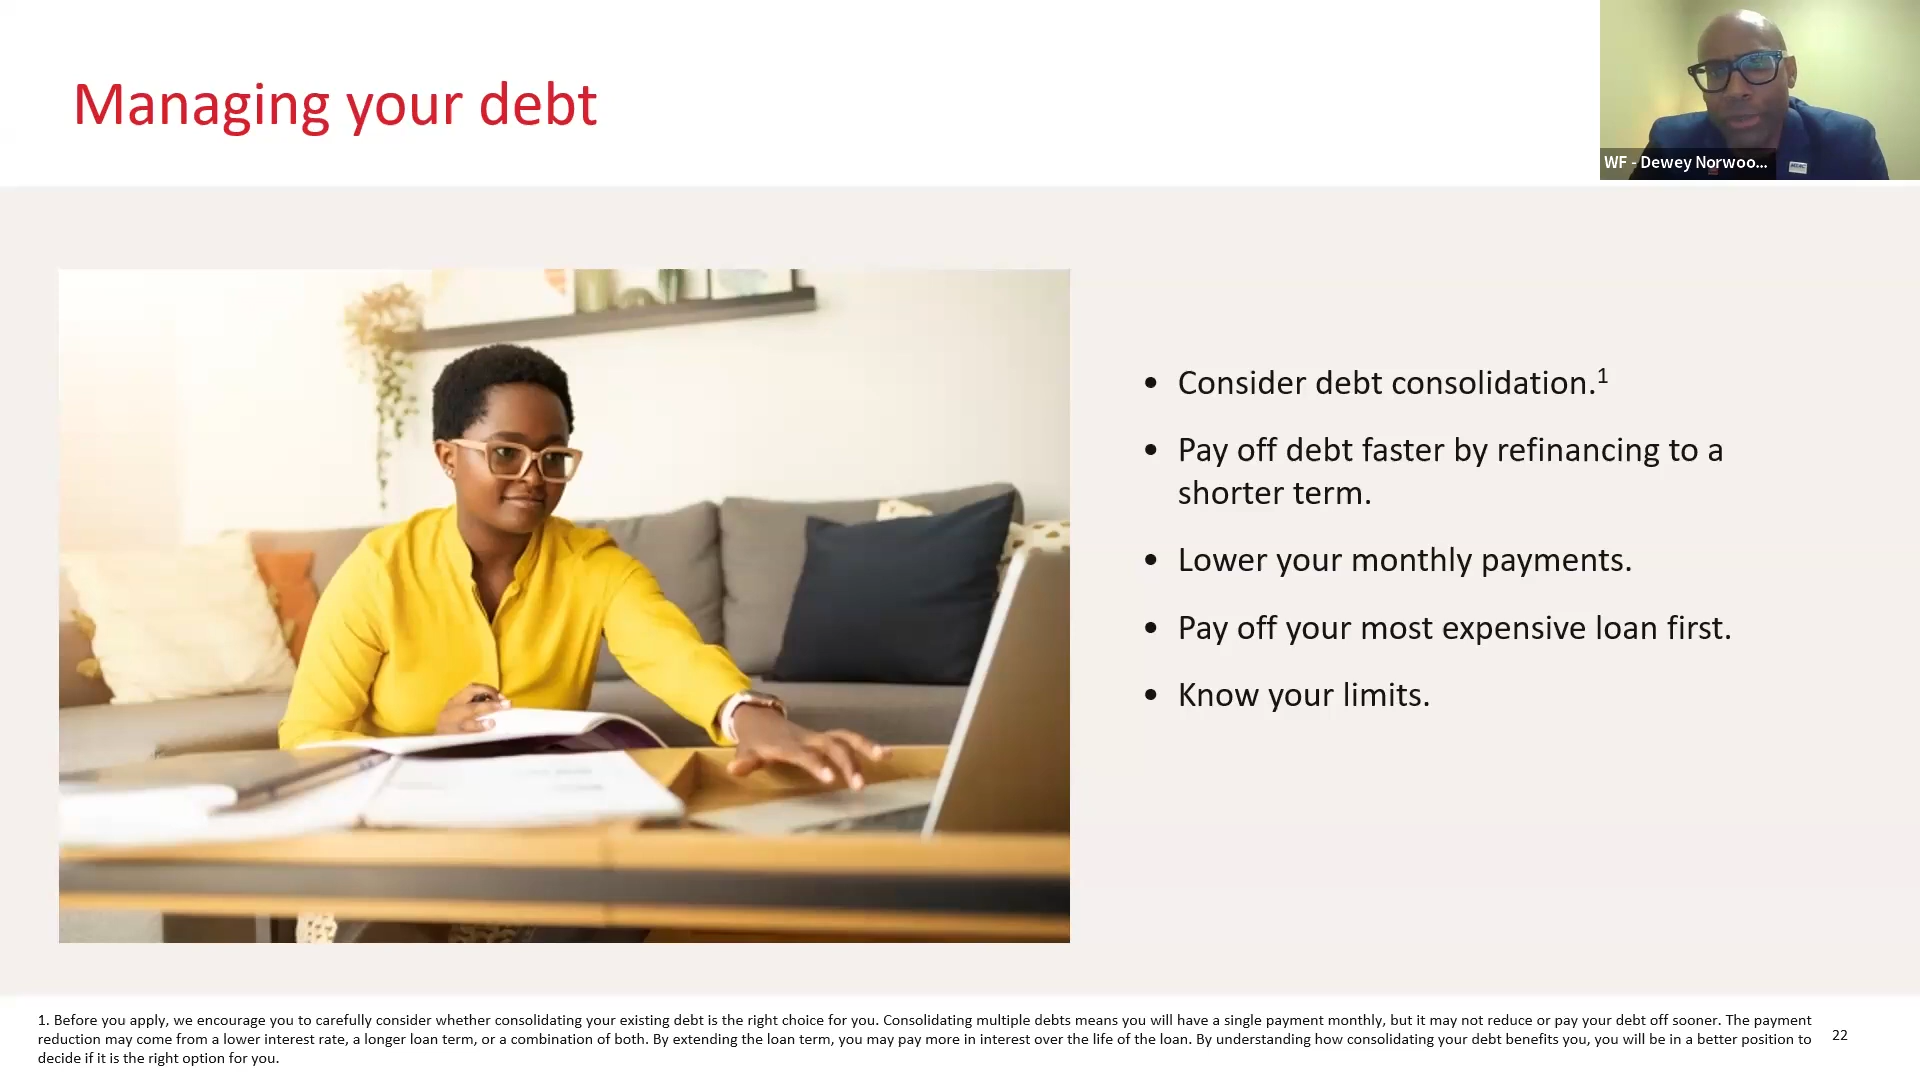 Managing your debt
WF - Dewey Norwoo...
• Consider debt consolidation.¹
• Pay off debt faster by refinancing to a
shorter term.
• Lower your monthly payments.
• Pay off your most expensive loan first.
• Know your limits.
1. Before you apply, we encourage you to carefully consider whether consolidating your existing debt is the right choice for you. Consolidating multiple debts means you will have a single payment monthly, but it may not reduce or pay your debt off sooner. The payment
reduction may come from a lower interest rate, a longer loan term, or a combination of both. By extending the loan term, you may pay more in interest over the life of the loan. By understanding how consolidating your debt benefits you, you will be in a better position to
decide if it is the right option for you.
22